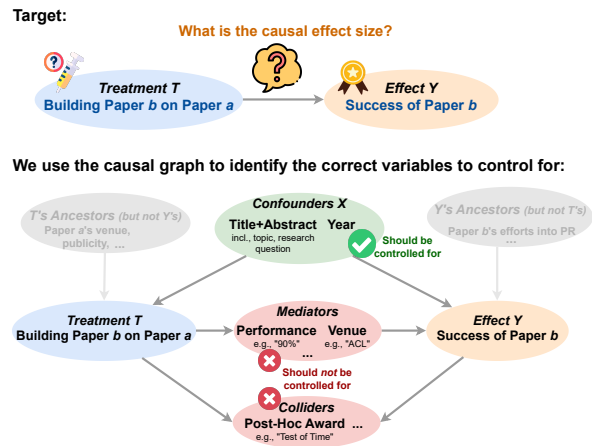 Target:
What is the causal effect size?
Treatment T
Building Paper b on Paper a
Effect Y
Success of Paper b
We use the causal graph to identify the correct variables to control for:
T's Ancestors (but not Y's)
Paper a's venue,
publicity, ...
Confounders X
Title+Abstract Year
incl., topic, research
question
Should be
controlled for
Y's Ancestors (but not T's)
Paper b's efforts into PR
...
Treatment T
Building Paper b on Paper a
Mediators
Performance Venue
e.g., "90%" e.g., "ACL"
...
Should not be
controlled for
Effect Y
Success of Paper b
Colliders
Post-Hoc Award ...
e.g., "Test of Time"